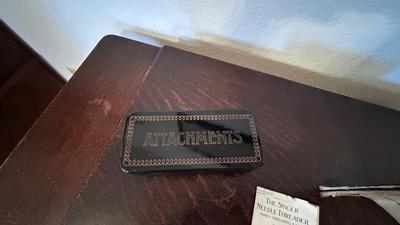 ATTACHMENTS
THE SINGER
NEEDLE THREADER